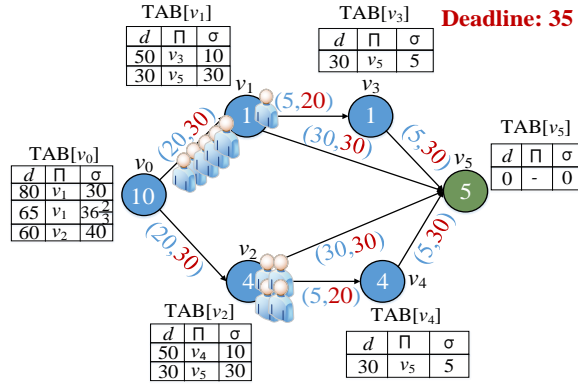 TAB[v₁]
d Π σ
50 v₃ 10
30 v₅ 30
TAB[v₃]
d Π σ
30 v₅ 5
Deadline: 35
v₁
1
v₃
1
(5,20)
(20,30)
(30,30)
(5,30)
TAB[v₀]
d Π σ
80 v₁ 30
65 v₁ 36 2/3
60 v₂ 40
v₀
10
v₅
5
TAB[v₅]
d Π σ
0 - 0
(20,30)
v₂
4
(30,30)
(5,20)
4
v₄
(5,30)
TAB[v₂]
d Π σ
50 v₄ 10
30 v₅ 30
TAB[v₄]
d Π σ
30 v₅ 5